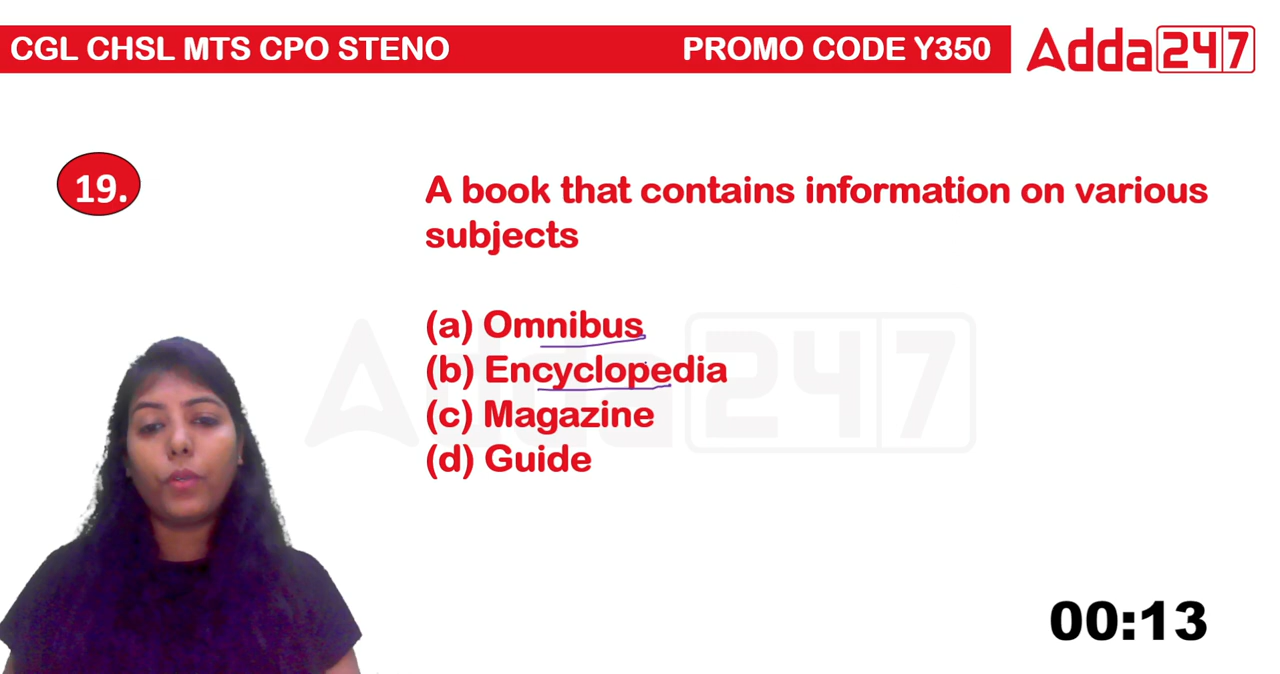 CGL CHSL MTS CPO STENO PROMO CODE Y350 Adda247
19. A book that contains information on various
subjects
(a) Omnibus
(b) Encyclopedia
(c) Magazine
(d) Guide
Adda247
00:13